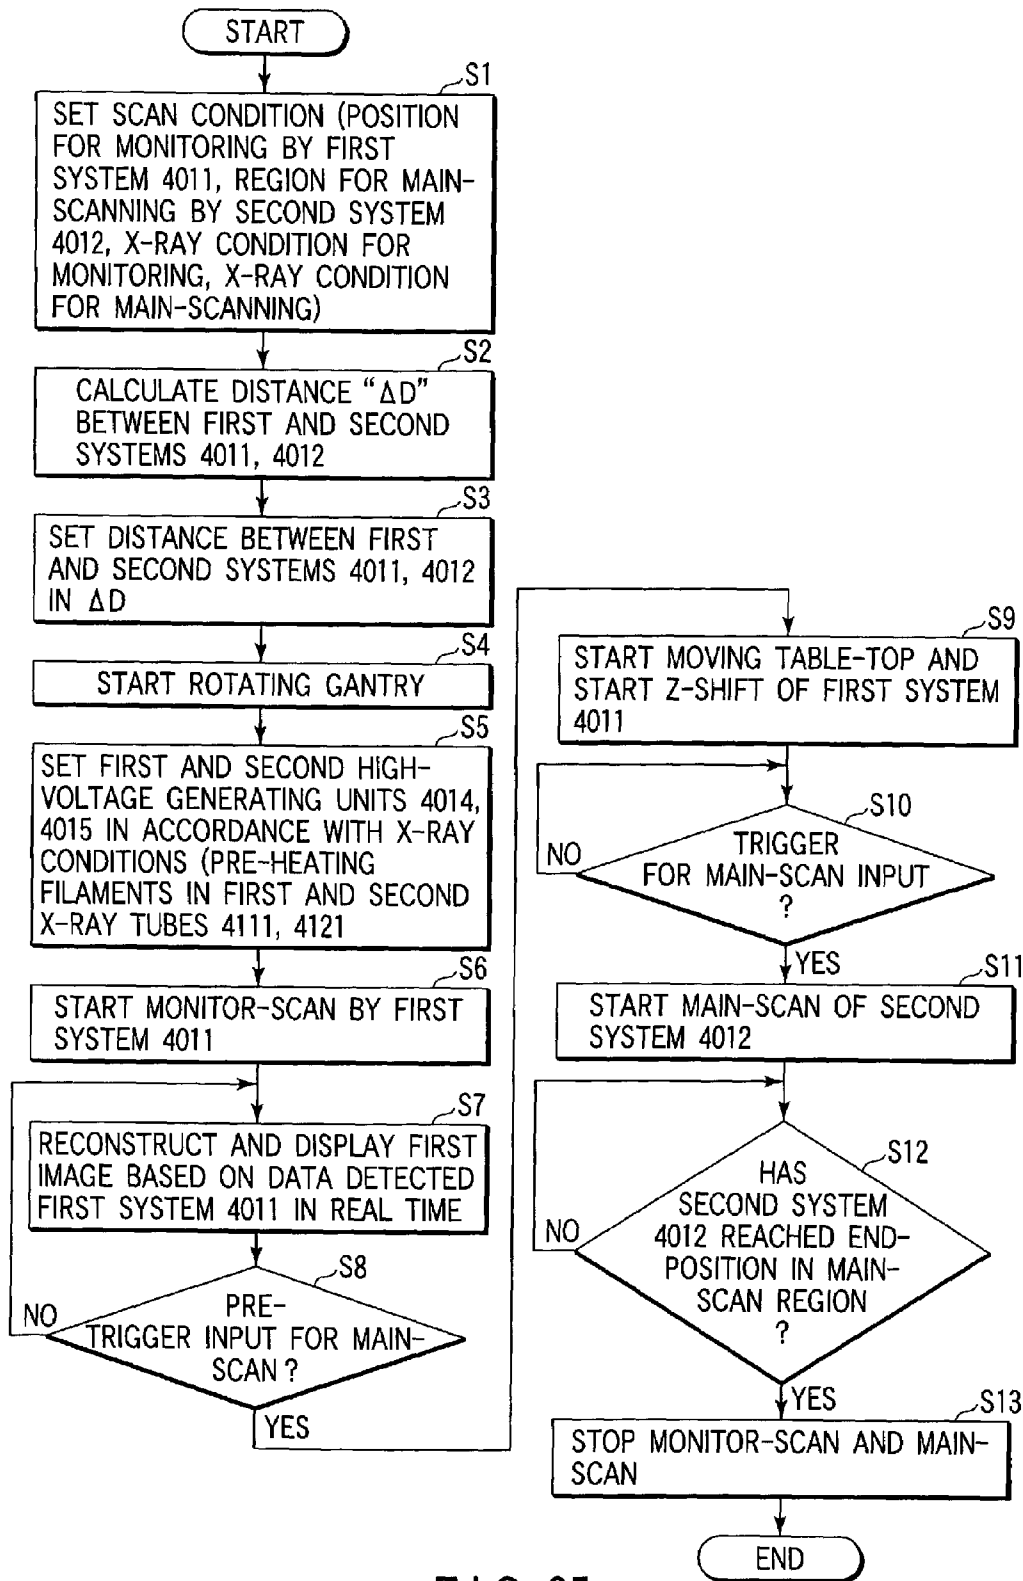 START
S1
SET SCAN CONDITION (POSITION
FOR MONITORING BY FIRST
SYSTEM 4011, REGION FOR MAIN-
SCANNING BY SECOND SYSTEM
4012, X-RAY CONDITION FOR
MONITORING, X-RAY CONDITION
FOR MAIN-SCANNING)
S2
CALCULATE DISTANCE "ΔD"
BETWEEN FIRST AND SECOND
SYSTEMS 4011, 4012
S3
SET DISTANCE BETWEEN FIRST
AND SECOND SYSTEMS 4011, 4012
IN ΔD
S4
START ROTATING GANTRY
S5
SET FIRST AND SECOND HIGH-
VOLTAGE GENERATING UNITS 4014,
4015 IN ACCORDANCE WITH X-RAY
CONDITIONS (PRE-HEATING
FILAMENTS IN FIRST AND SECOND
X-RAY TUBES 4111, 4121
S6
START MONITOR-SCAN BY FIRST
SYSTEM 4011
S7
RECONSTRUCT AND DISPLAY FIRST
IMAGE BASED ON DATA DETECTED
FIRST SYSTEM 4011 IN REAL TIME
S8
PRE-
TRIGGER INPUT FOR MAIN-
SCAN ?
NO
YES
S9
START MOVING TABLE-TOP AND
START Z-SHIFT OF FIRST SYSTEM
4011
S10
TRIGGER
FOR MAIN-SCAN INPUT
?
NO
YES
S11
START MAIN-SCAN OF SECOND
SYSTEM 4012
S12
HAS
SECOND SYSTEM
4012 REACHED END-
POSITION IN MAIN-
SCAN REGION
?
NO
YES
S13
STOP MONITOR-SCAN AND MAIN-
SCAN
END